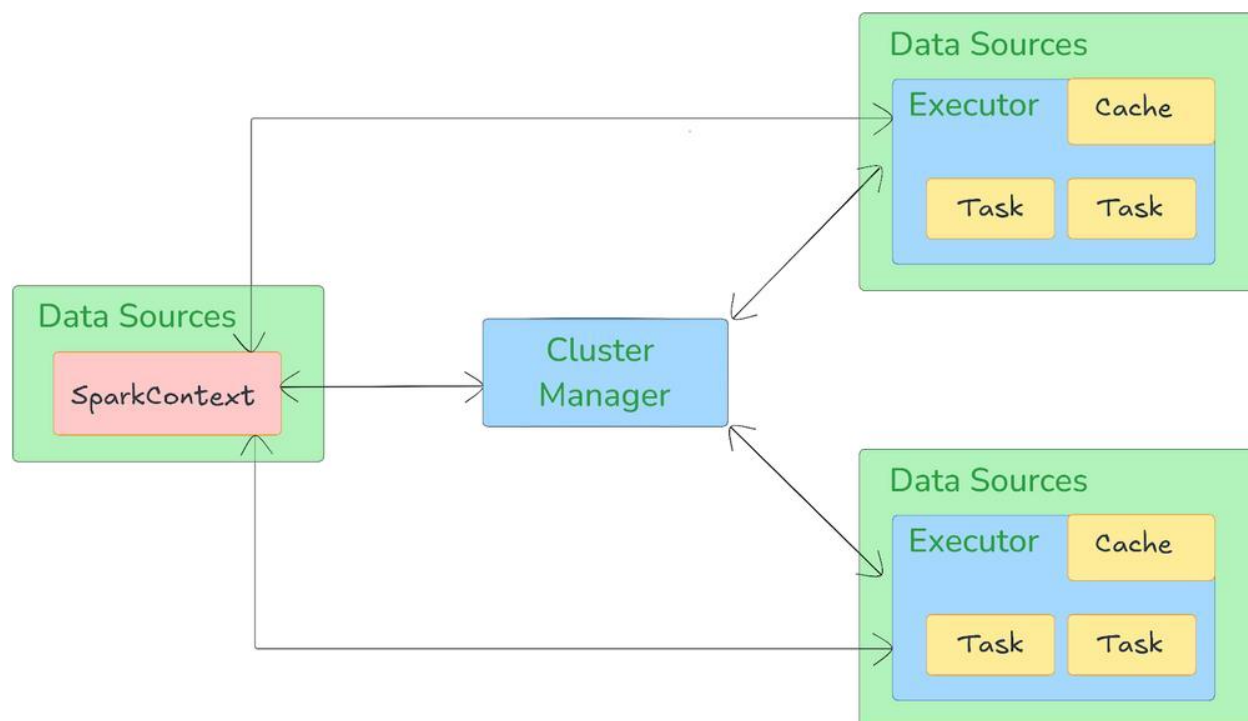 Data Sources
Executor
Cache
Task
Task
Data Sources
SparkContext
Cluster
Manager
Data Sources
Executor
Cache
Task
Task